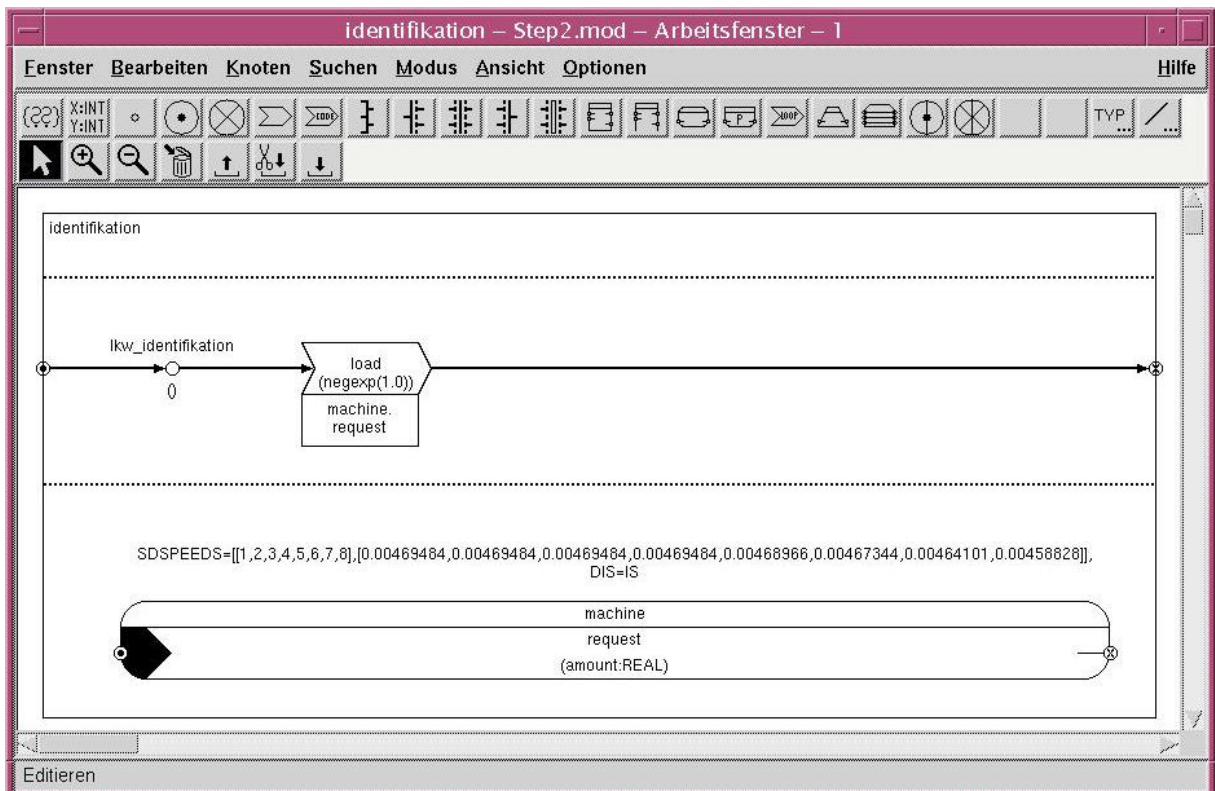 identifikation – Step2.mod – Arbeitsfenster – 1
Fenster Bearbeiten Knoten Suchen Modus Ansicht Optionen Hilfe
{??} X:INT
Y:INT
CODE
P
LOOP
TYP
...
...
identifikation
lkw_identifikation
()
load
(negexp(1.0))
machine.
request
SDSPEEDS=[[1,2,3,4,5,6,7,8],[0.00469484,0.00469484,0.00469484,0.00469484,0.00468966,0.00467344,0.00464101,0.00458828]],
DIS=IS
machine
request
(amount:REAL)
Editieren